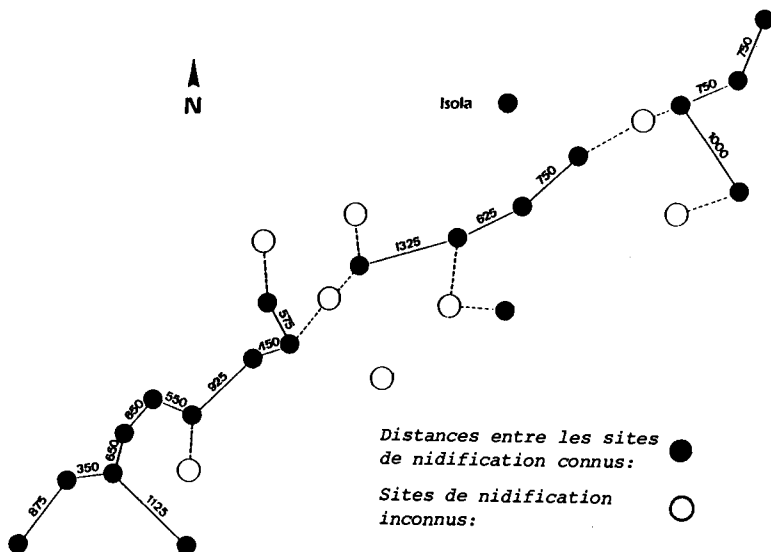 750
750
N
Isola
1000
750
625
1325
575
450
925
550
650
650
350
875
1125
Distances entre les sites
de nidification connus:
Sites de nidification
inconnus: